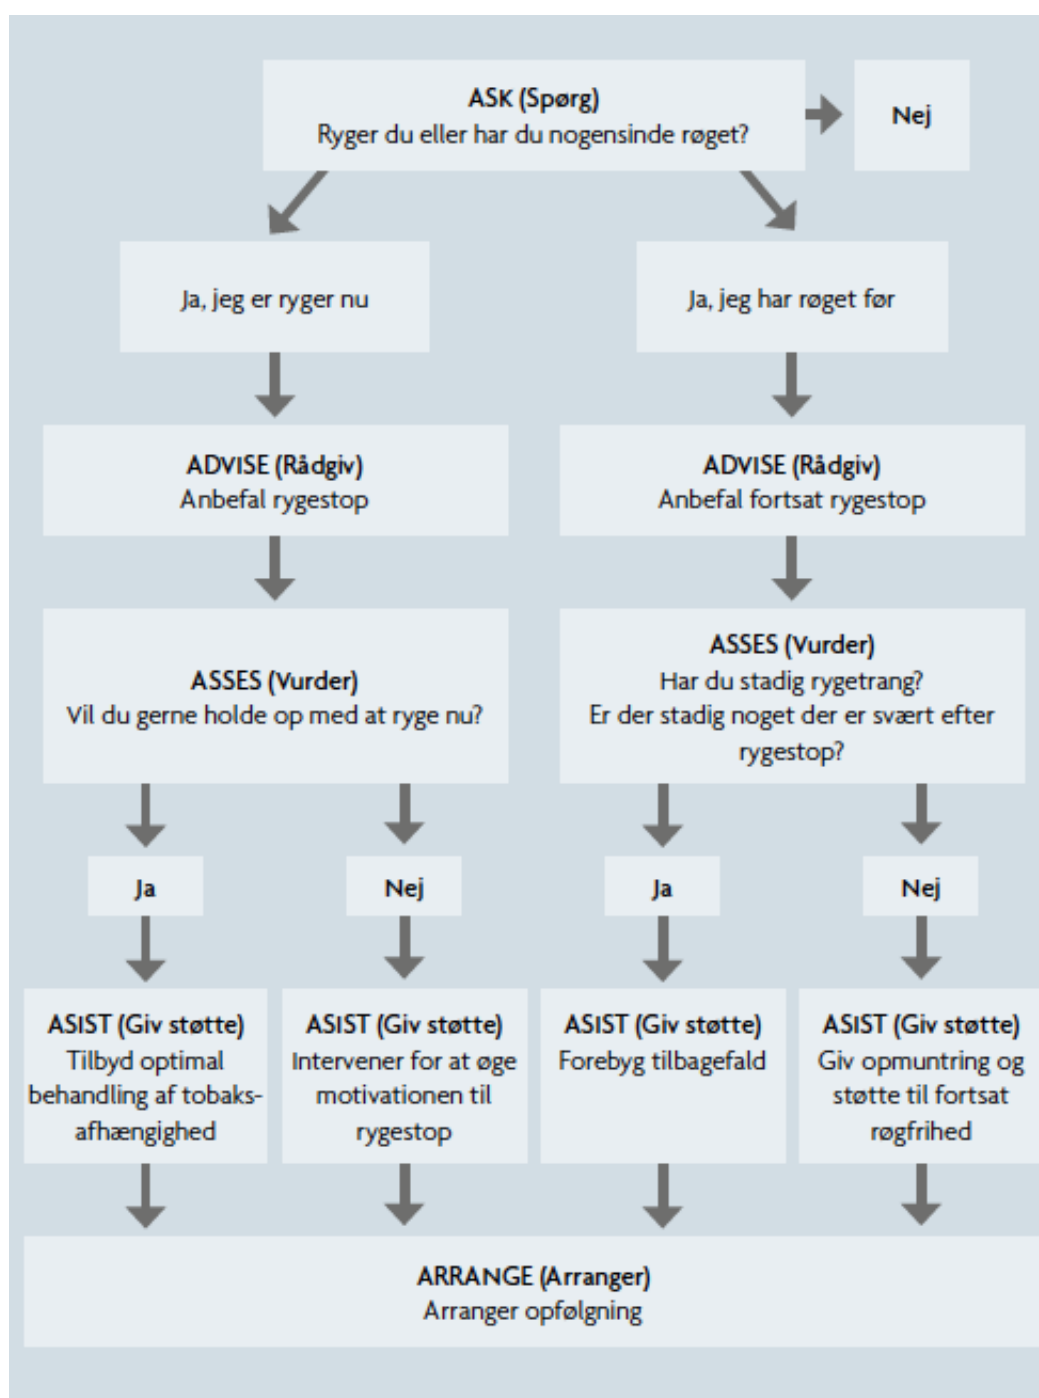 ASK (Spørg)
Ryger du eller har du nogensinde røget?
Nej
Ja, jeg er ryger nu
Ja, jeg har røget før
ADVISE (Rådgiv)
Anbefal rygestop
ADVISE (Rådgiv)
Anbefal fortsat rygestop
ASSES (Vurder)
Vil du gerne holde op med at ryge nu?
ASSES (Vurder)
Har du stadig rygetrang?
Er der stadig noget der er svært efter
rygestop?
Ja
Nej
Ja
Nej
ASIST (Giv støtte)
Tilbyd optimal
behandling af tobaks-
afhængighed
ASIST (Giv støtte)
Intervener for at øge
motivationen til
rygestop
ASIST (Giv støtte)
Forebyg tilbagefald
ASIST (Giv støtte)
Giv opmuntring og
støtte til fortsat
røgfrihed
ARRANGE (Arranger)
Arranger opfølgning